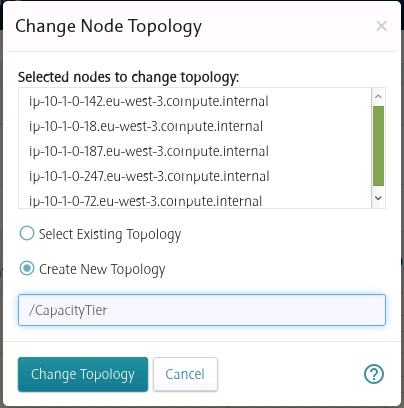 Change Node Topology
Selected nodes to change topology:
ip-10-1-0-142.eu-west-3.compute.internal
ip-10-1-0-18.eu-west-3.compute.internal
ip-10-1-0-187.eu-west-3.compute.internal
ip-10-1-0-247.eu-west-3.compute.internal
ip-10-1-0-72.eu-west-3.compute.internal
Select Existing Topology
Create New Topology
/CapacityTier
Change Topology Cancel ?